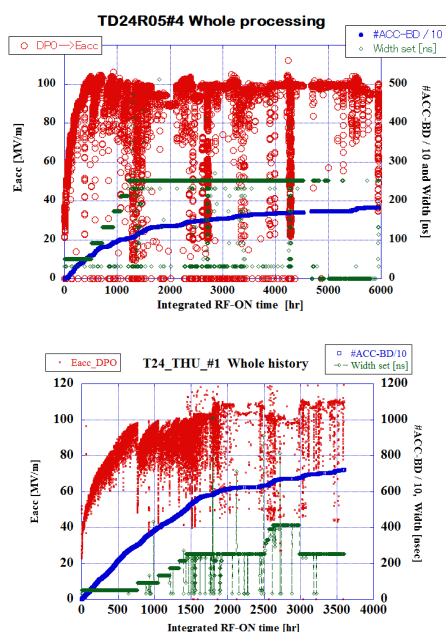 TD24R05#4 Whole processing
DPO—>Eacc
#ACC-BD / 10
Width set [ns]
Eacc [MV/m]
#ACC-BD / 10 and Width [ns]
100
80
60
40
20
0
500
400
300
200
100
0
0 1000 2000 3000 4000 5000 6000
Integrated RF-ON time [hr]
Eacc_DPO
T24_THU_#1 Whole history
#ACC-BD/10
Width set [ns]
Eacc [MV/m]
#ACC-BD / 10, Width [nsec]
120
100
80
60
40
20
0
1200
1000
800
600
400
200
0
0 500 1000 1500 2000 2500 3000 3500 4000
Integrated RF-ON time [hr]